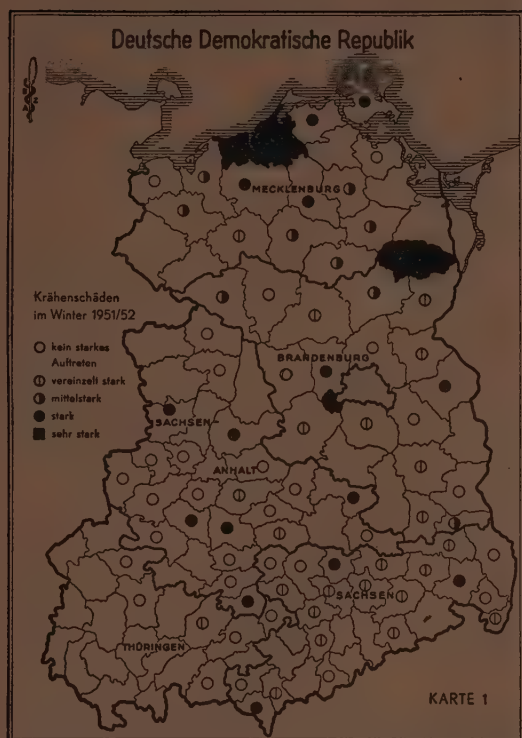 Deutsche Demokratische Republik
MECKLENBURG
Krähenschäden
im Winter 1951/52
kein starkes
Auftreten
vereinzelt stark
mittelstark
stark
sehr stark
BRANDENBURG
SACHSEN-
ANHALT
SACHSEN
THÜRINGEN
KARTE 1